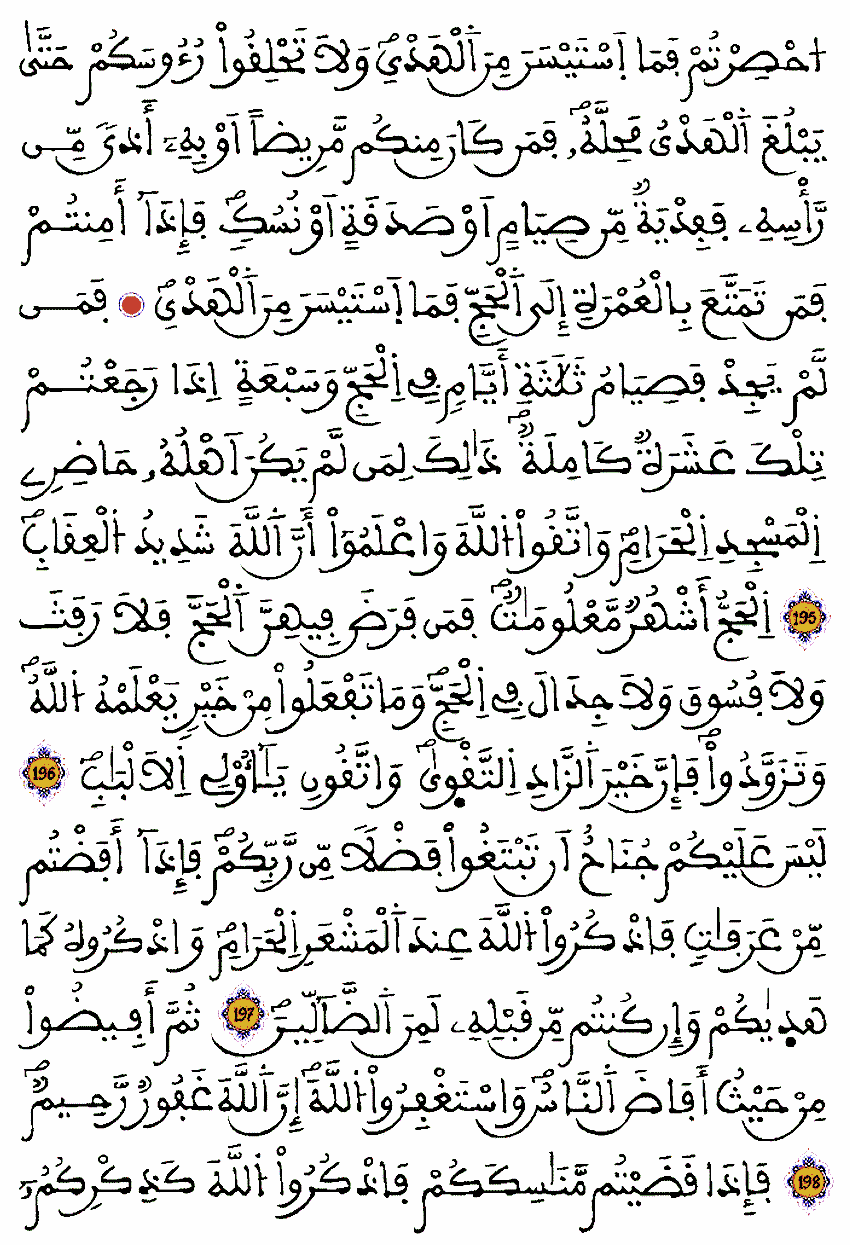 اُحْصِرْتُمْ فَمَا اَسْتَيْسَرَ مِنَ اَلْهَدْيِۖ وَلَا تَحْلِقُواْ رُءُوسَكُمْ حَتَّىٰ
يَبْلُغَ اَلْهَدْيُ مَحِلَّهُۥۖ فَمَن كَانَ مِنكُم مَّرِيضاً اَوْ بِهِۦٓ أَذىً مِّن
رَّأْسِهِۦ فَفِدْيَةٌۖ مِّن صِيَامٍ اَوْ صَدَقَةٍ اَوْ نُسُكٍۖ فَإِذَآ أَمِنتُمْ
فَمَن تَمَتَّعَ بِالْعُمْرَةِ إِلَى اَلْحَجِّ فَمَا اَسْتَيْسَرَ مِنَ اَلْهَدْيِۖ فَمَن
لَّمْ يَجِدْ فَصِيَامُ ثَلَٰثَةِ أَيَّامٍ فِي اِلْحَجِّ وَسَبْعَةٍ اِذَا رَجَعْتُمْ
تِلْكَ عَشَرَةٌ كَامِلَةٌۖ ذَٰلِكَ لِمَن لَّمْ يَكُنَ اَهْلُهُۥ حَاضِرِے
اِلْمَسْجِدِ اِلْحَرَامِۖ وَاتَّقُواْ اُللَّهَ وَاعْلَمُوٓاْ أَنَّ اَللَّهَ شَدِيدُ اُلْعِقَابِۖ
195 اِلْحَجُّ أَشْهُرٌ مَّعْلُومَٰتٌۖ فَمَن فَرَضَ فِيهِنَّ اَلْحَجَّ فَلَا رَفَثَ
وَلَا فُسُوقَ وَلَا جِدَالَ فِي اِلْحَجِّۖ وَمَا تَفْعَلُواْ مِنْ خَيْرٍ يَعْلَمْهُ اُللَّهُۖ
وَتَزَوَّدُواْۖ فَإِنَّ خَيْرَ اَلزَّادِ اِلتَّقْو۪ىٰۖ وَاتَّقُونِ يَٰٓأُوْلِے اِلَالْبَٰبِۖ 196
لَيْسَ عَلَيْكُمْ جُنَاحٌ اَن تَبْتَغُواْ فَضْلاً مِّن رَّبِّكُمْۖ فَإِذَآ أَفَضْتُم
مِّنْ عَرَفَٰتٍ فَاذْكُرُواْ اُللَّهَ عِندَ اَلْمَشْعَرِ اِلْحَرَامِۖ وَاذْكُرُوهُ كَمَا
هَد۪يٰكُمْ وَإِن كُنتُم مِّن قَبْلِهِۦ لَمِنَ اَلضَّآلِّينَۖ 197 ثُمَّ أَفِيضُواْ
مِنْ حَيْثُ أَفَاضَ اَلنَّاسُۖ وَاسْتَغْفِرُواْ اُللَّهَۖ إِنَّ اَللَّهَ غَفُورٌ رَّحِيمٌۖ
198 فَإِذَا قَضَيْتُم مَّنَٰسِكَكُمْ فَاذْكُرُواْ اُللَّهَ كَذِكْرِكُمُۥٓ